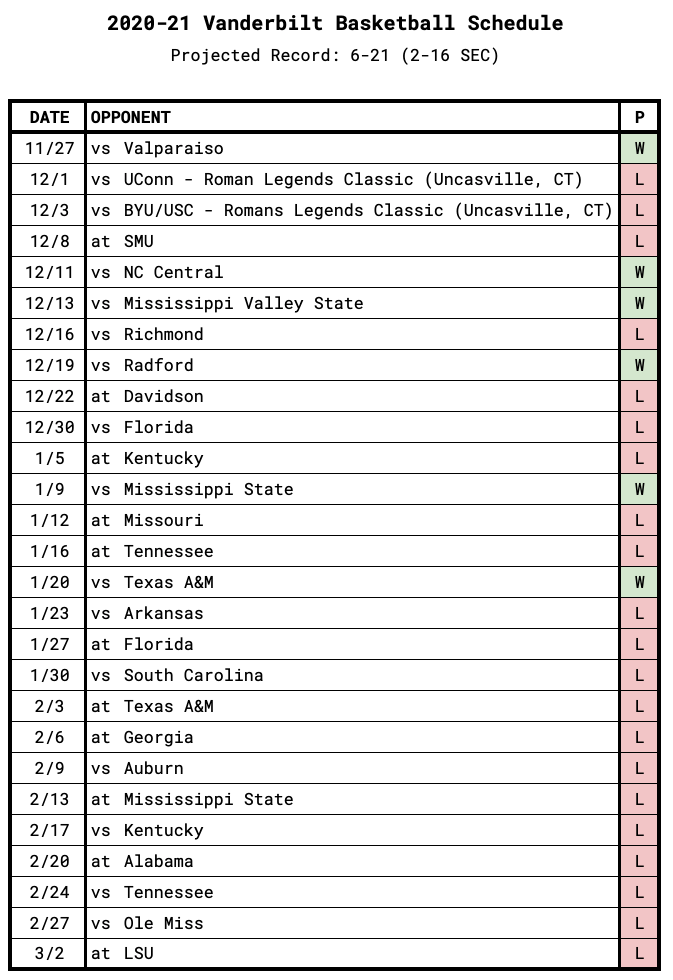 2020-21 Vanderbilt Basketball Schedule
Projected Record: 6-21 (2-16 SEC)
DATE OPPONENT P
11/27 vs Valparaiso W
12/1 vs UConn - Roman Legends Classic (Uncasville, CT) L
12/3 vs BYU/USC - Romans Legends Classic (Uncasville, CT) L
12/8 at SMU L
12/11 vs NC Central W
12/13 vs Mississippi Valley State W
12/16 vs Richmond L
12/19 vs Radford W
12/22 at Davidson L
12/30 vs Florida L
1/5 at Kentucky L
1/9 vs Mississippi State W
1/12 at Missouri L
1/16 at Tennessee L
1/20 vs Texas A&M W
1/23 vs Arkansas L
1/27 at Florida L
1/30 vs South Carolina L
2/3 at Texas A&M L
2/6 at Georgia L
2/9 vs Auburn L
2/13 at Mississippi State L
2/17 vs Kentucky L
2/20 at Alabama L
2/24 vs Tennessee L
2/27 vs Ole Miss L
3/2 at LSU L